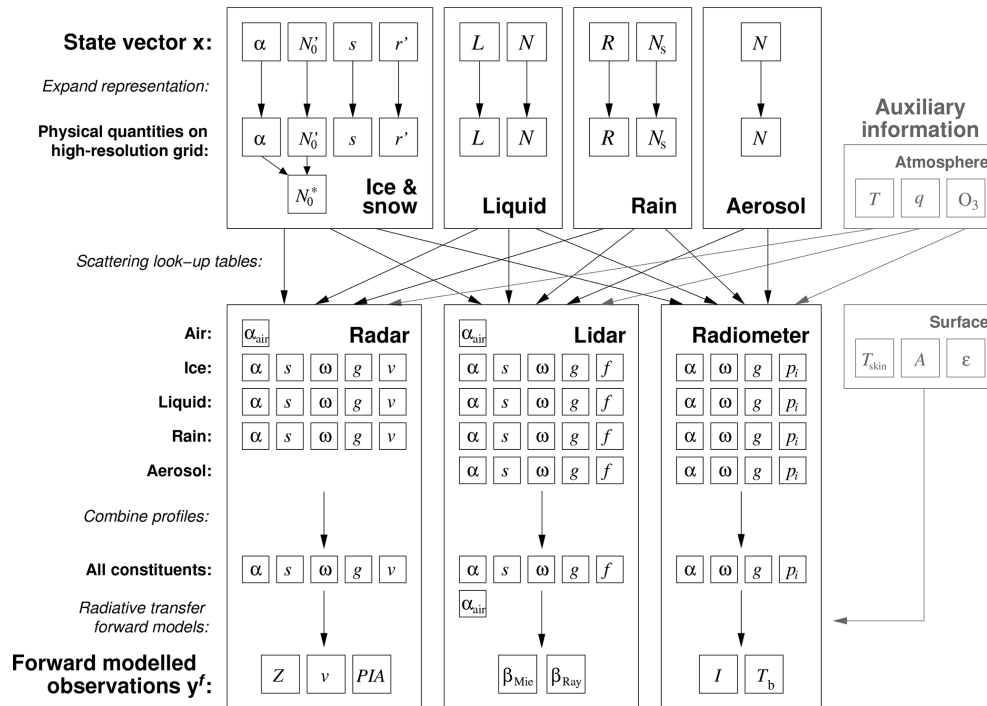 State vector x: α N₀' s r' L N R Nₛ N
Expand representation:
Auxiliary
information
Physical quantities on
high-resolution grid: α N₀' s r' L N R Nₛ N
Atmosphere
N₀* T q O₃
Ice &
snow Liquid Rain Aerosol
Scattering look-up tables:
Radar Lidar Radiometer Surface
Air: α_air α_air
T_skin A ε
Ice: α s ω g v α s ω g f α ω g pᵢ
Liquid: α s ω g v α s ω g f α ω g pᵢ
Rain: α s ω g v α s ω g f α ω g pᵢ
Aerosol: α s ω g f α ω g pᵢ
Combine profiles:
All constituents: α s ω g v α s ω g f α ω g pᵢ
α_air
Radiative transfer
forward models:
Forward modelled
observations yᶠ: Z v PIA β_Mie β_Ray I T_b